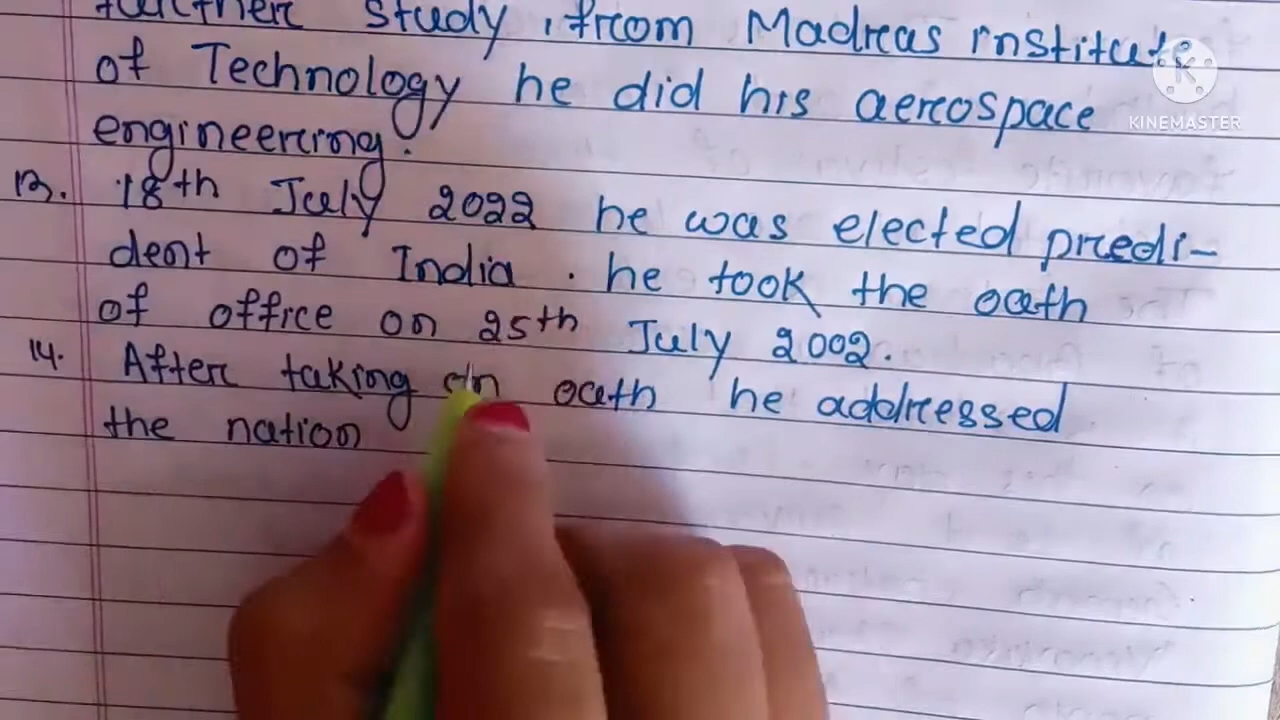 further study, from Madras institute
of Technology he did his aerospace
engineering.
13. 18th July 2022 he was elected predi-
dent of India. he took the oath
of office on 25th July 2002.
14. After taking an oath he addressed
the nation
K
KINEMASTER